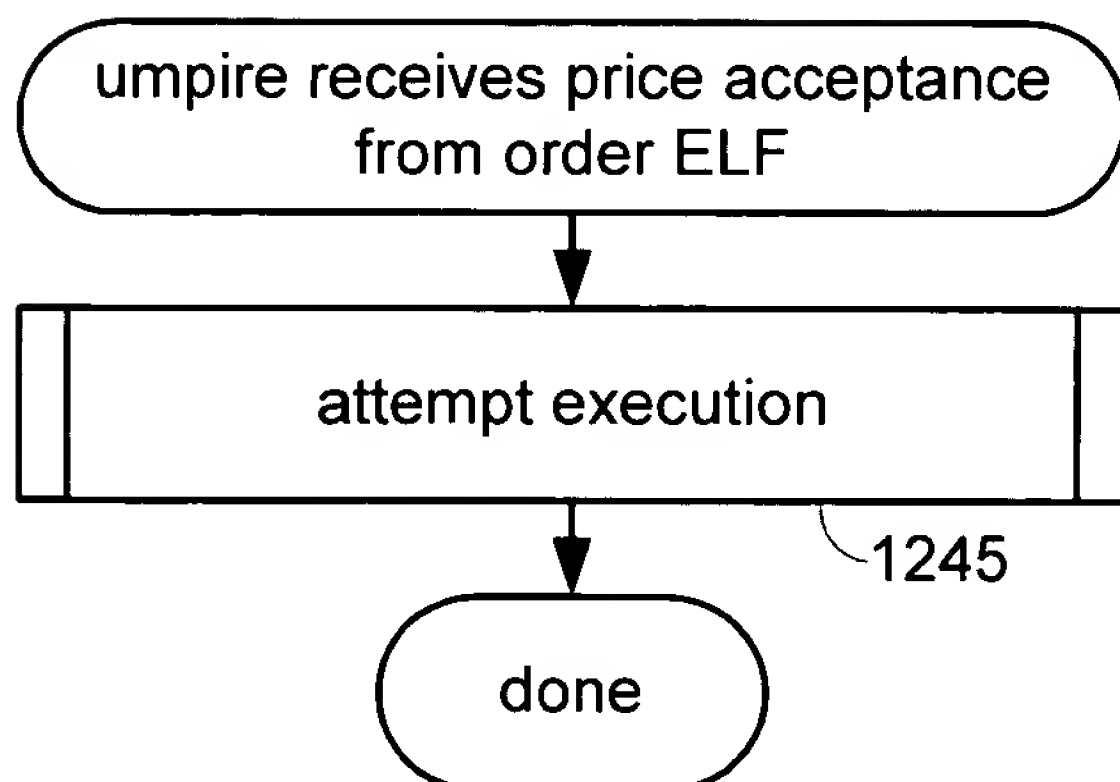 umpire receives price acceptance
from order ELF
attempt execution
1245
done